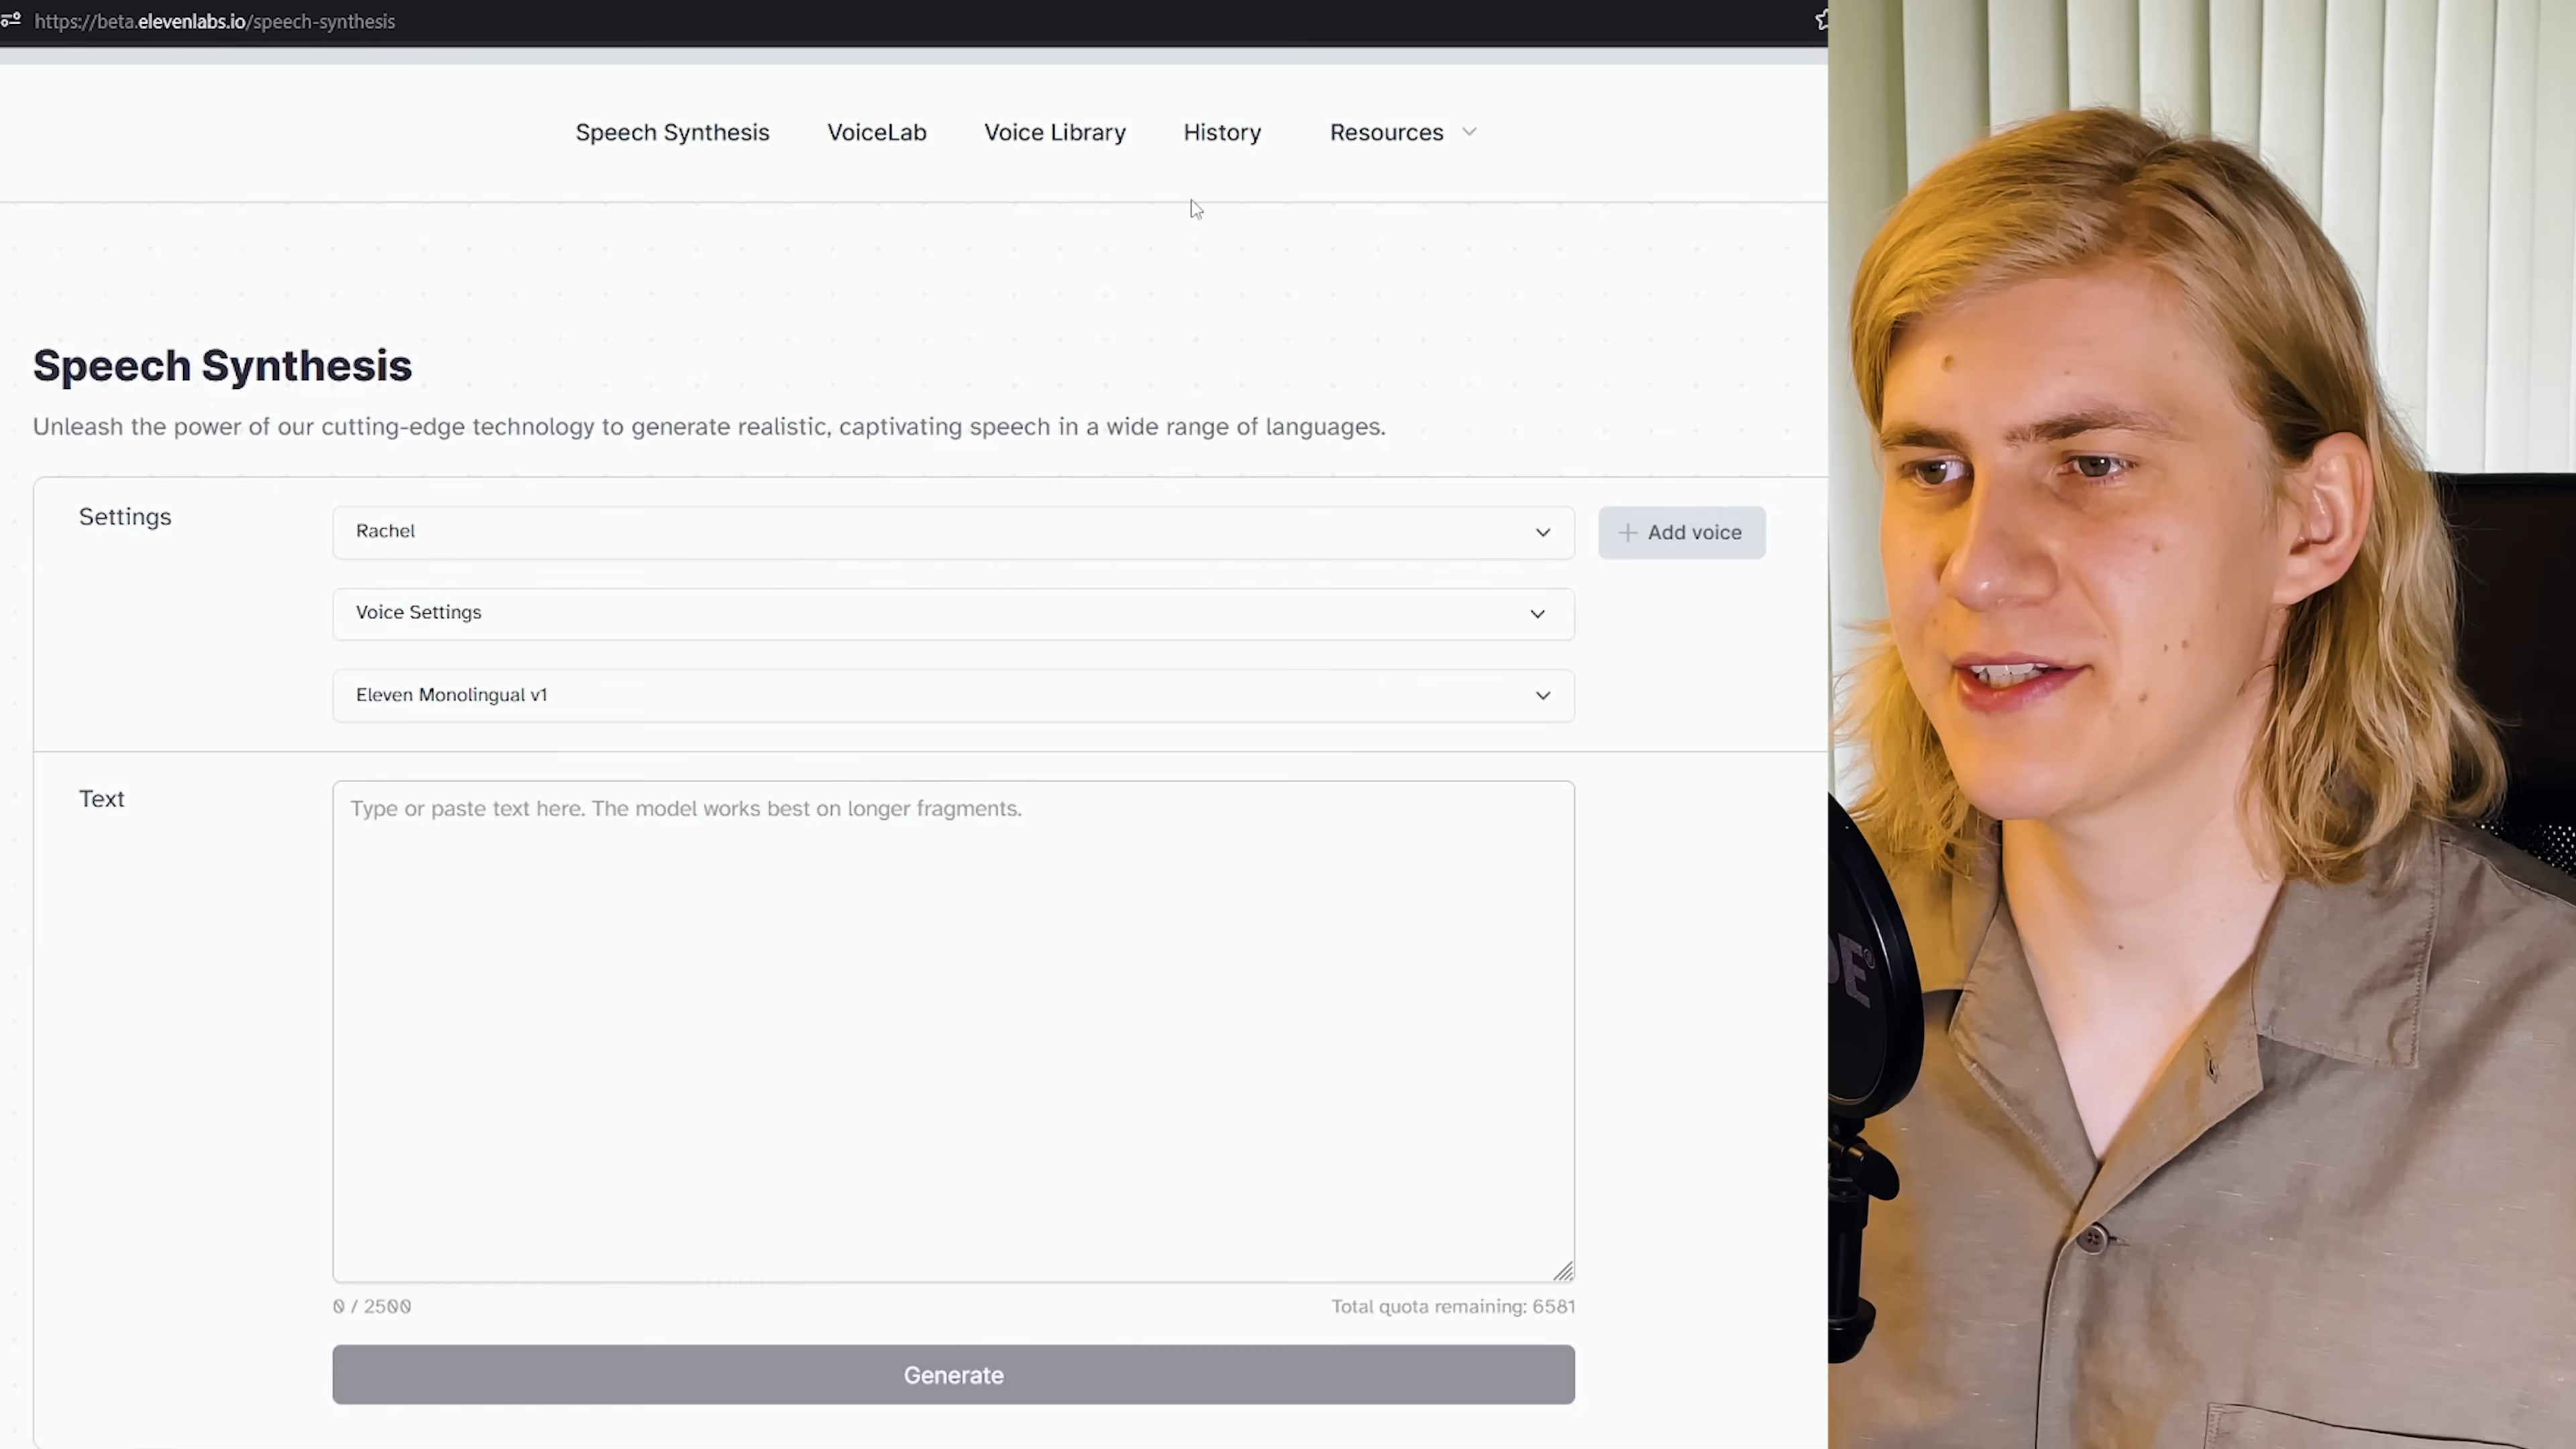 https://beta.elevenlabs.io/speech-synthesis
Speech Synthesis VoiceLab Voice Library History Resources
Speech Synthesis
Unleash the power of our cutting-edge technology to generate realistic, captivating speech in a wide range of languages.
Settings
Rachel
+ Add voice
Voice Settings
Eleven Monolingual v1
Text
Type or paste text here. The model works best on longer fragments.
0 / 2500
Total quota remaining: 6581
Generate